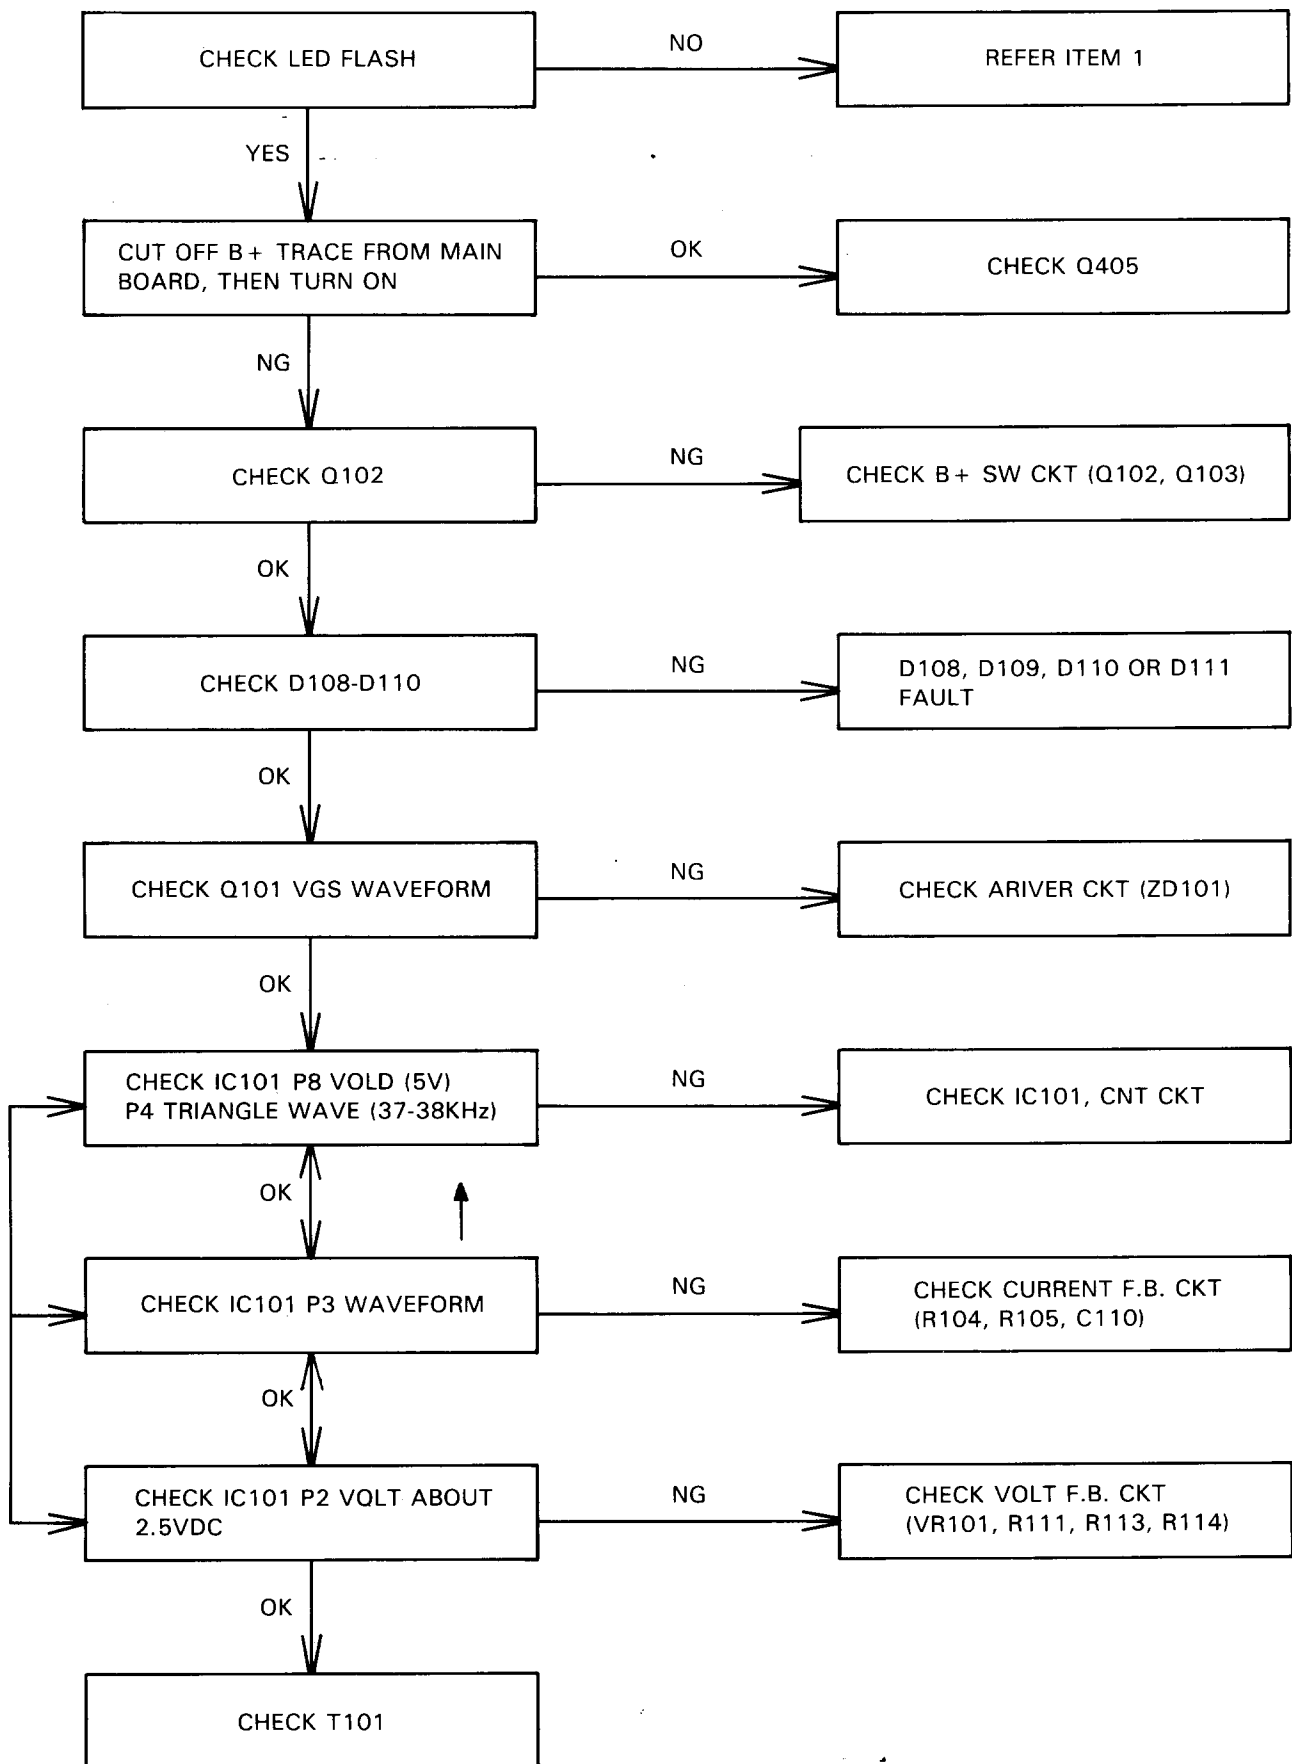 CHECK LED FLASH
NO
REFER ITEM 1
YES
CUT OFF B+ TRACE FROM MAIN
BOARD, THEN TURN ON
OK
CHECK Q405
NG
CHECK Q102
NG
CHECK B+ SW CKT (Q102, Q103)
OK
CHECK D108-D110
NG
D108, D109, D110 OR D111
FAULT
OK
CHECK Q101 VGS WAVEFORM
NG
CHECK ARIVER CKT (ZD101)
OK
CHECK IC101 P8 VOLD (5V)
P4 TRIANGLE WAVE (37-38KHz)
NG
CHECK IC101, CNT CKT
OK
CHECK IC101 P3 WAVEFORM
NG
CHECK CURRENT F.B. CKT
(R104, R105, C110)
OK
CHECK IC101 P2 VOLT ABOUT
2.5VDC
NG
CHECK VOLT F.B. CKT
(VR101, R111, R113, R114)
OK
CHECK T101